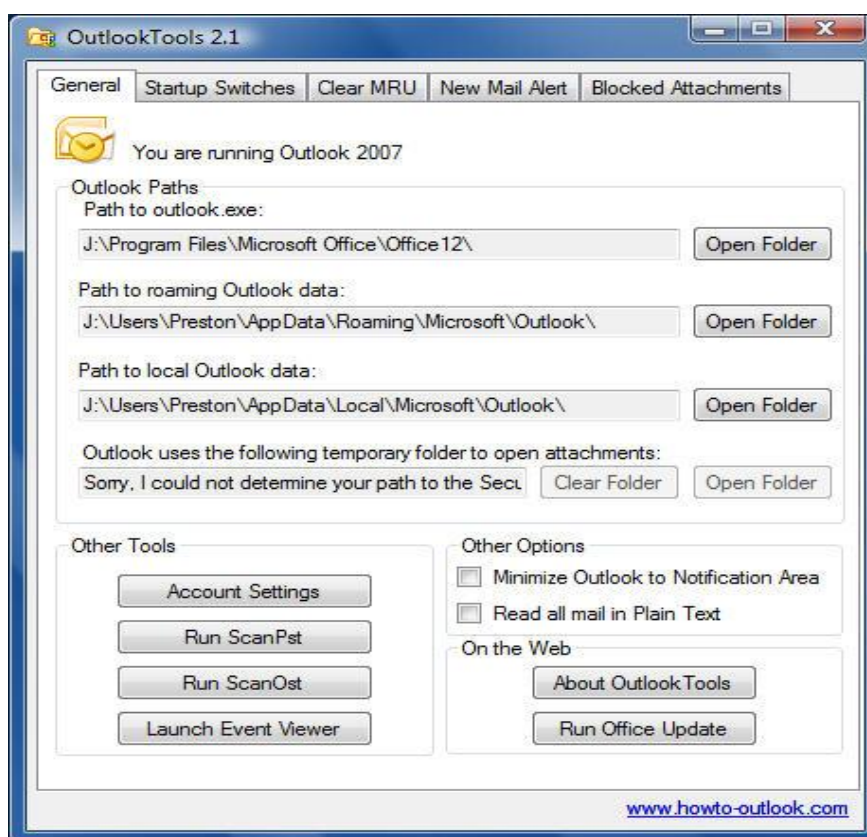 OutlookTools 2.1
General Startup Switches Clear MRU New Mail Alert Blocked Attachments
You are running Outlook 2007
Outlook Paths
Path to outlook.exe:
J:\Program Files\Microsoft Office\Office12\ Open Folder
Path to roaming Outlook data:
J:\Users\Preston\AppData\Roaming\Microsoft\Outlook\ Open Folder
Path to local Outlook data:
J:\Users\Preston\AppData\Local\Microsoft\Outlook\ Open Folder
Outlook uses the following temporary folder to open attachments:
Sorry, I could not determine your path to the Secu Clear Folder Open Folder
Other Tools
Account Settings
Run ScanPst
Run ScanOst
Launch Event Viewer
Other Options
Minimize Outlook to Notification Area
Read all mail in Plain Text
On the Web
About OutlookTools
Run Office Update
www.howto-outlook.com